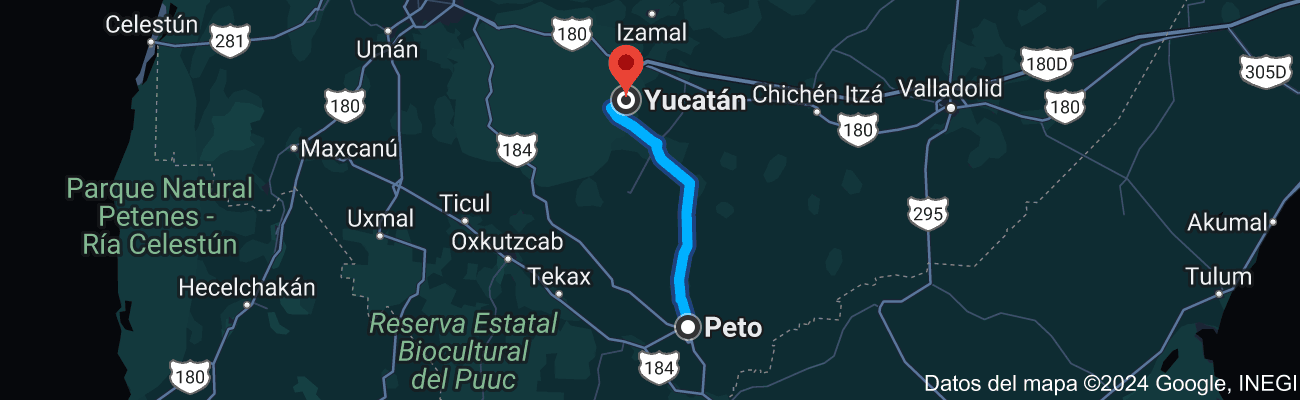 Celestún
281
Umán
180
Izamal
180
Yucatán
Chichén Itzá
Valladolid
180D
305D
180
180
Maxcanú
184
Parque Natural
Petenes -
Ría Celestún
Uxmal
Ticul
Oxkutzcab
Tekax
295
Akumal
Tulum
Hecelchakán
Reserva Estatal
Biocultural
del Puuc
Peto
180
184
Datos del mapa ©2024 Google, INEGI